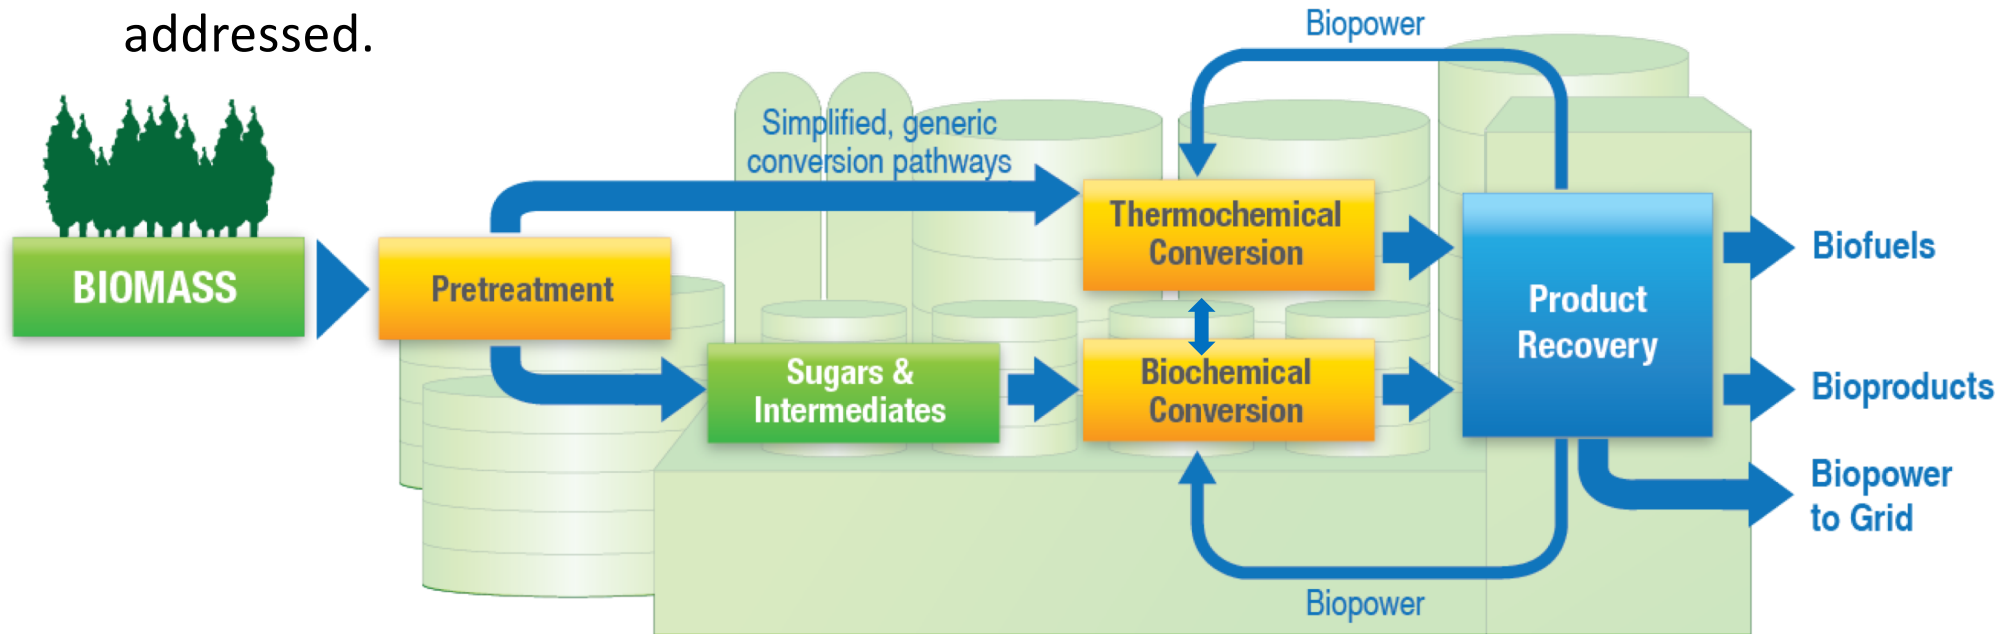 addressed.
Biopower
Simplified, generic
conversion pathways
BIOMASS
Pretreatment
Thermochemical
Conversion
Sugars &
Intermediates
Biochemical
Conversion
Product
Recovery
Biofuels
Bioproducts
Biopower
to Grid
Biopower